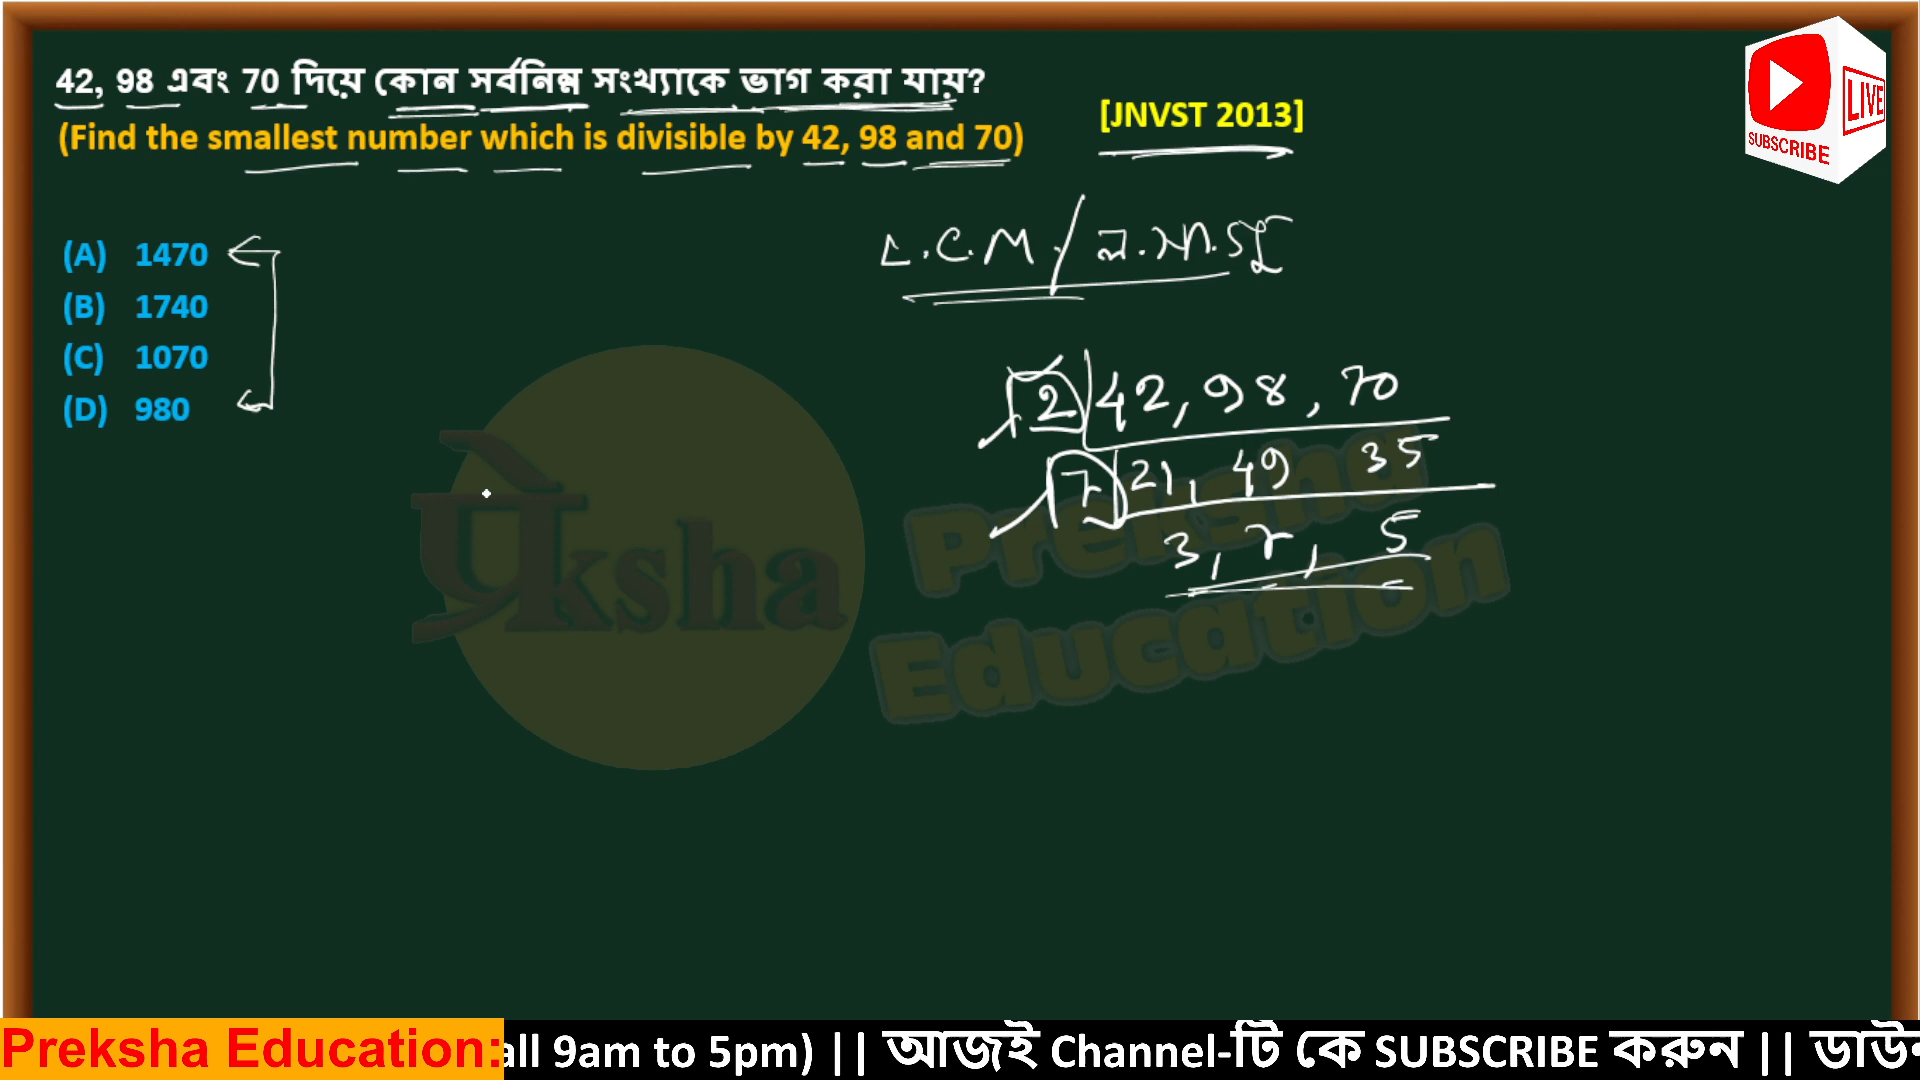 42, 98 এবং 70 দিয়ে কোন সর্বনিম্ন সংখ্যাকে ভাগ করা যায়?
(Find the smallest number which is divisible by 42, 98 and 70)
[JNVST 2013]
SUBSCRIBE
LIVE
(A) 1470
(B) 1740
(C) 1070
(D) 980
L.C.M / ল.সা.গু
2 42, 98, 70
7 21, 49 35
3, 7, 5
प्रेksha
Preksha
Education
Preksha Education: all 9am to 5pm) || আজই Channel-টি কে SUBSCRIBE করুন || ডাউন